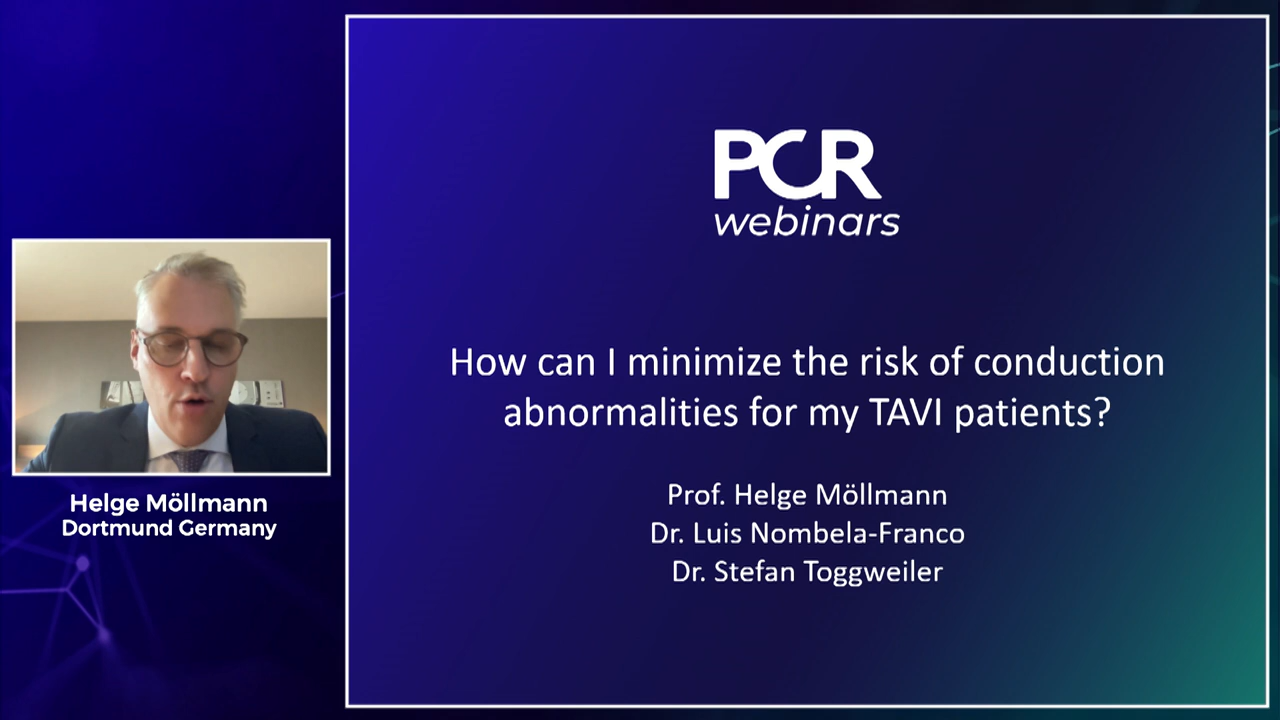 PCR
webinars
How can I minimize the risk of conduction
abnormalities for my TAVI patients?
Prof. Helge Möllmann
Dr. Luis Nombela-Franco
Dr. Stefan Toggweiler
Helge Möllmann
Dortmund Germany